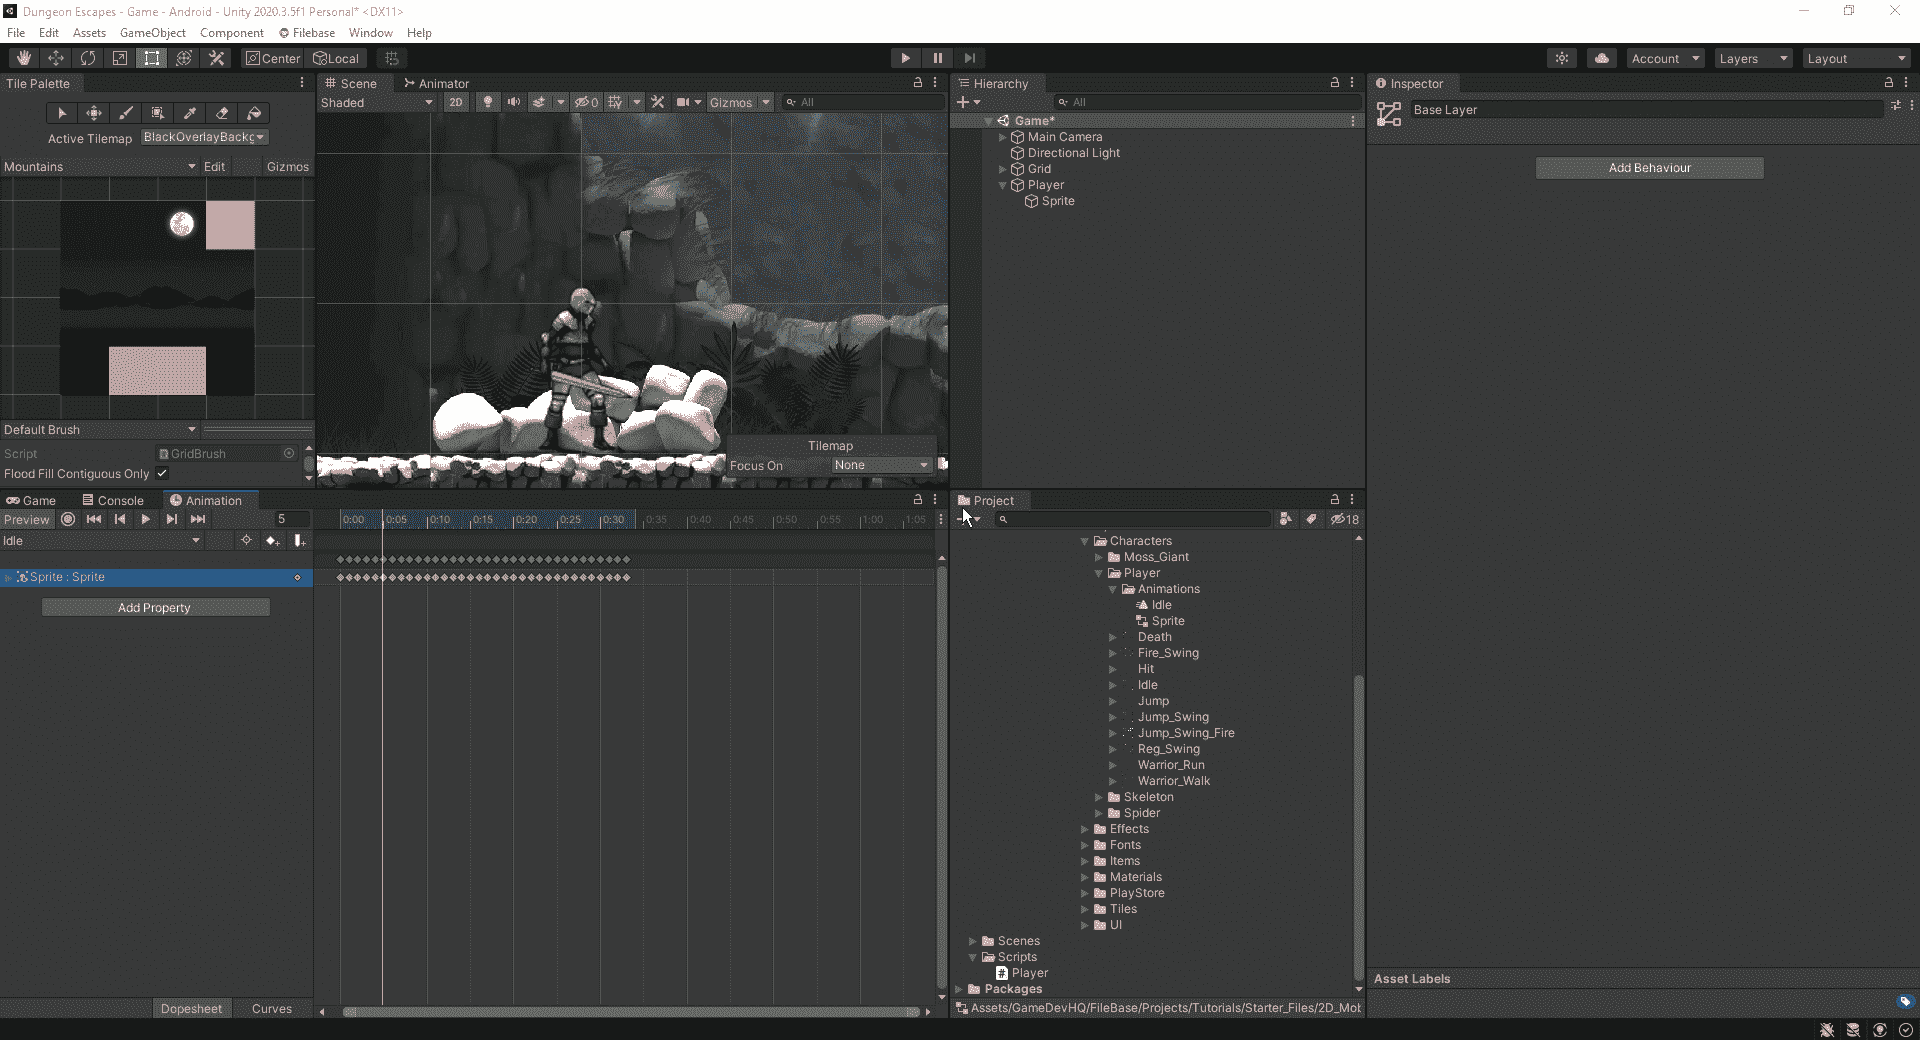 Dungeon Escapes - Game - Android - Unity 2020.3.5f1 Personal* <DX11>
File Edit Assets GameObject Component Filebase Window Help
Center Local Account Layers Layout
Tile Palette
Active Tilemap BlackOverlayBackg
Mountains Edit Gizmos
Default Brush
Script GridBrush
Flood Fill Contiguous Only
Scene Animator
Shaded 2D 0 Gizmos All
Tilemap
Focus On None
Hierarchy
All
Game*
Main Camera
Directional Light
Grid
Player
Sprite
Inspector
Base Layer
Add Behaviour
Game Console Animation
Preview 5 0:00 0:05 0:10 0:15 0:20 0:25 0:30 0:35 0:40 0:45 0:50 0:55 1:00 1:05
Idle
Sprite : Sprite
Add Property
Dopesheet Curves
Project
18
Characters
Moss_Giant
Player
Animations
Idle
Sprite
Death
Fire_Swing
Hit
Idle
Jump
Jump_Swing
Jump_Swing_Fire
Reg_Swing
Warrior_Run
Warrior_Walk
Skeleton
Spider
Effects
Fonts
Items
Materials
PlayStore
Tiles
UI
Scenes
Scripts
# Player
Packages
Assets/GameDevHQ/FileBase/Projects/Tutorials/Starter_Files/2D_Mob
Asset Labels